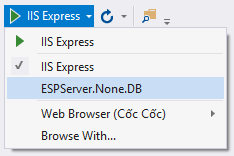 IIS Express
IIS Express
IIS Express
ESPServer.None.DB
Web Browser (Cốc Cốc)
Browse With...